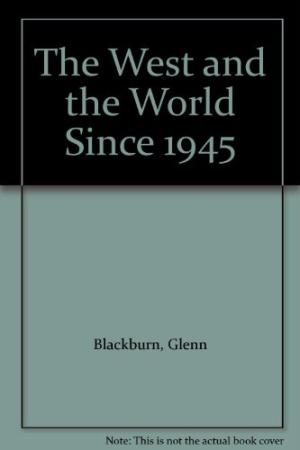 The West and
the World
Since 1945
Blackburn, Glenn
Note: This is not the actual book cover